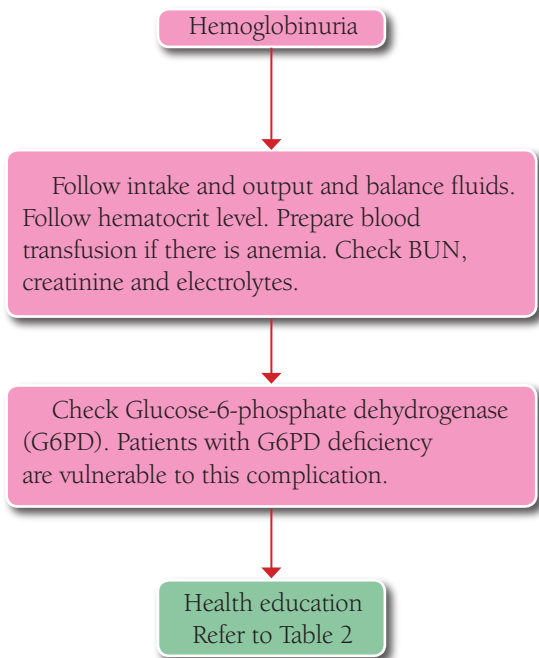 Hemoglobinuria
Follow intake and output and balance fluids.
Follow hematocrit level. Prepare blood
transfusion if there is anemia. Check BUN,
creatinine and electrolytes.
Check Glucose-6-phosphate dehydrogenase
(G6PD). Patients with G6PD deficiency
are vulnerable to this complication.
Health education
Refer to Table 2